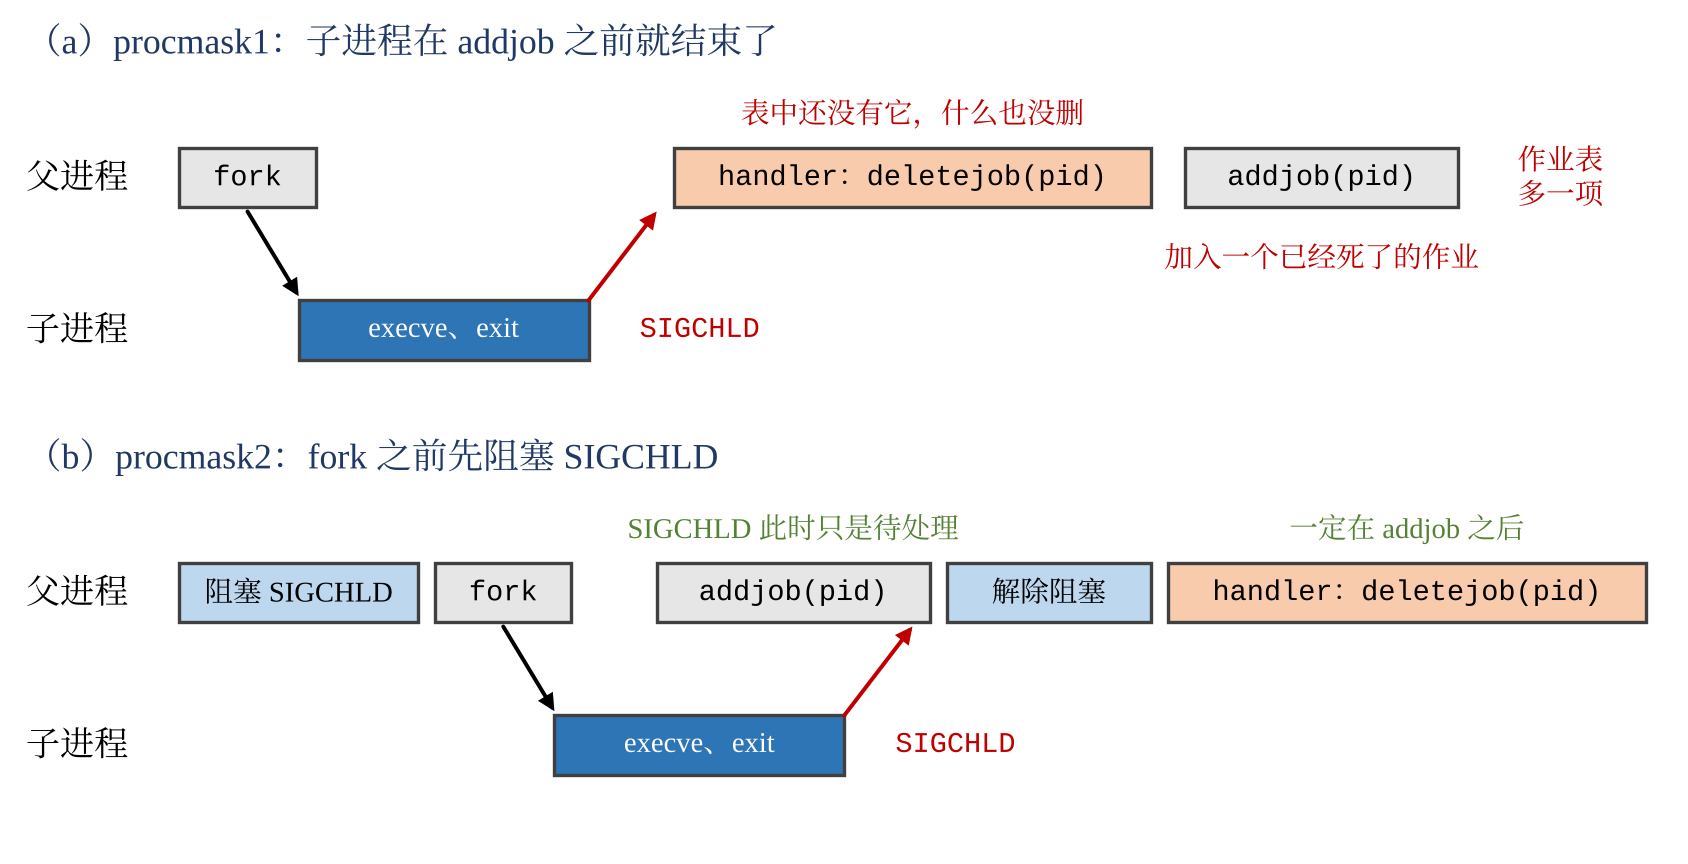 （a）procmask1：子进程在 addjob 之前就结束了
表中还没有它，什么也没删
父进程
fork
handler：deletejob(pid)
addjob(pid)
作业表
多一项
加入一个已经死了的作业
子进程
execve、exit
SIGCHLD
（b）procmask2：fork 之前先阻塞 SIGCHLD
SIGCHLD 此时只是待处理
一定在 addjob 之后
父进程
阻塞 SIGCHLD
fork
addjob(pid)
解除阻塞
handler：deletejob(pid)
子进程
execve、exit
SIGCHLD